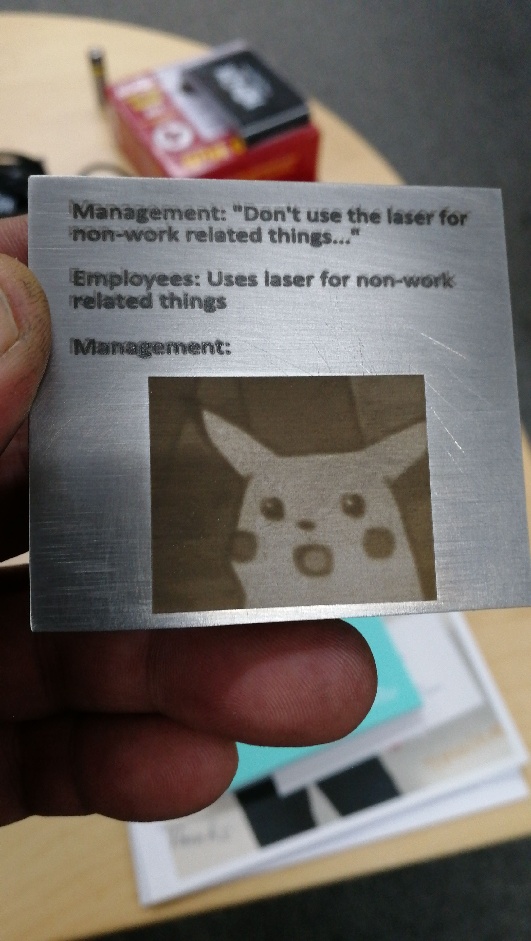 Management: "Don't use the laser for
non-work related things..."
Employees: Uses laser for non-work
related things
Management: